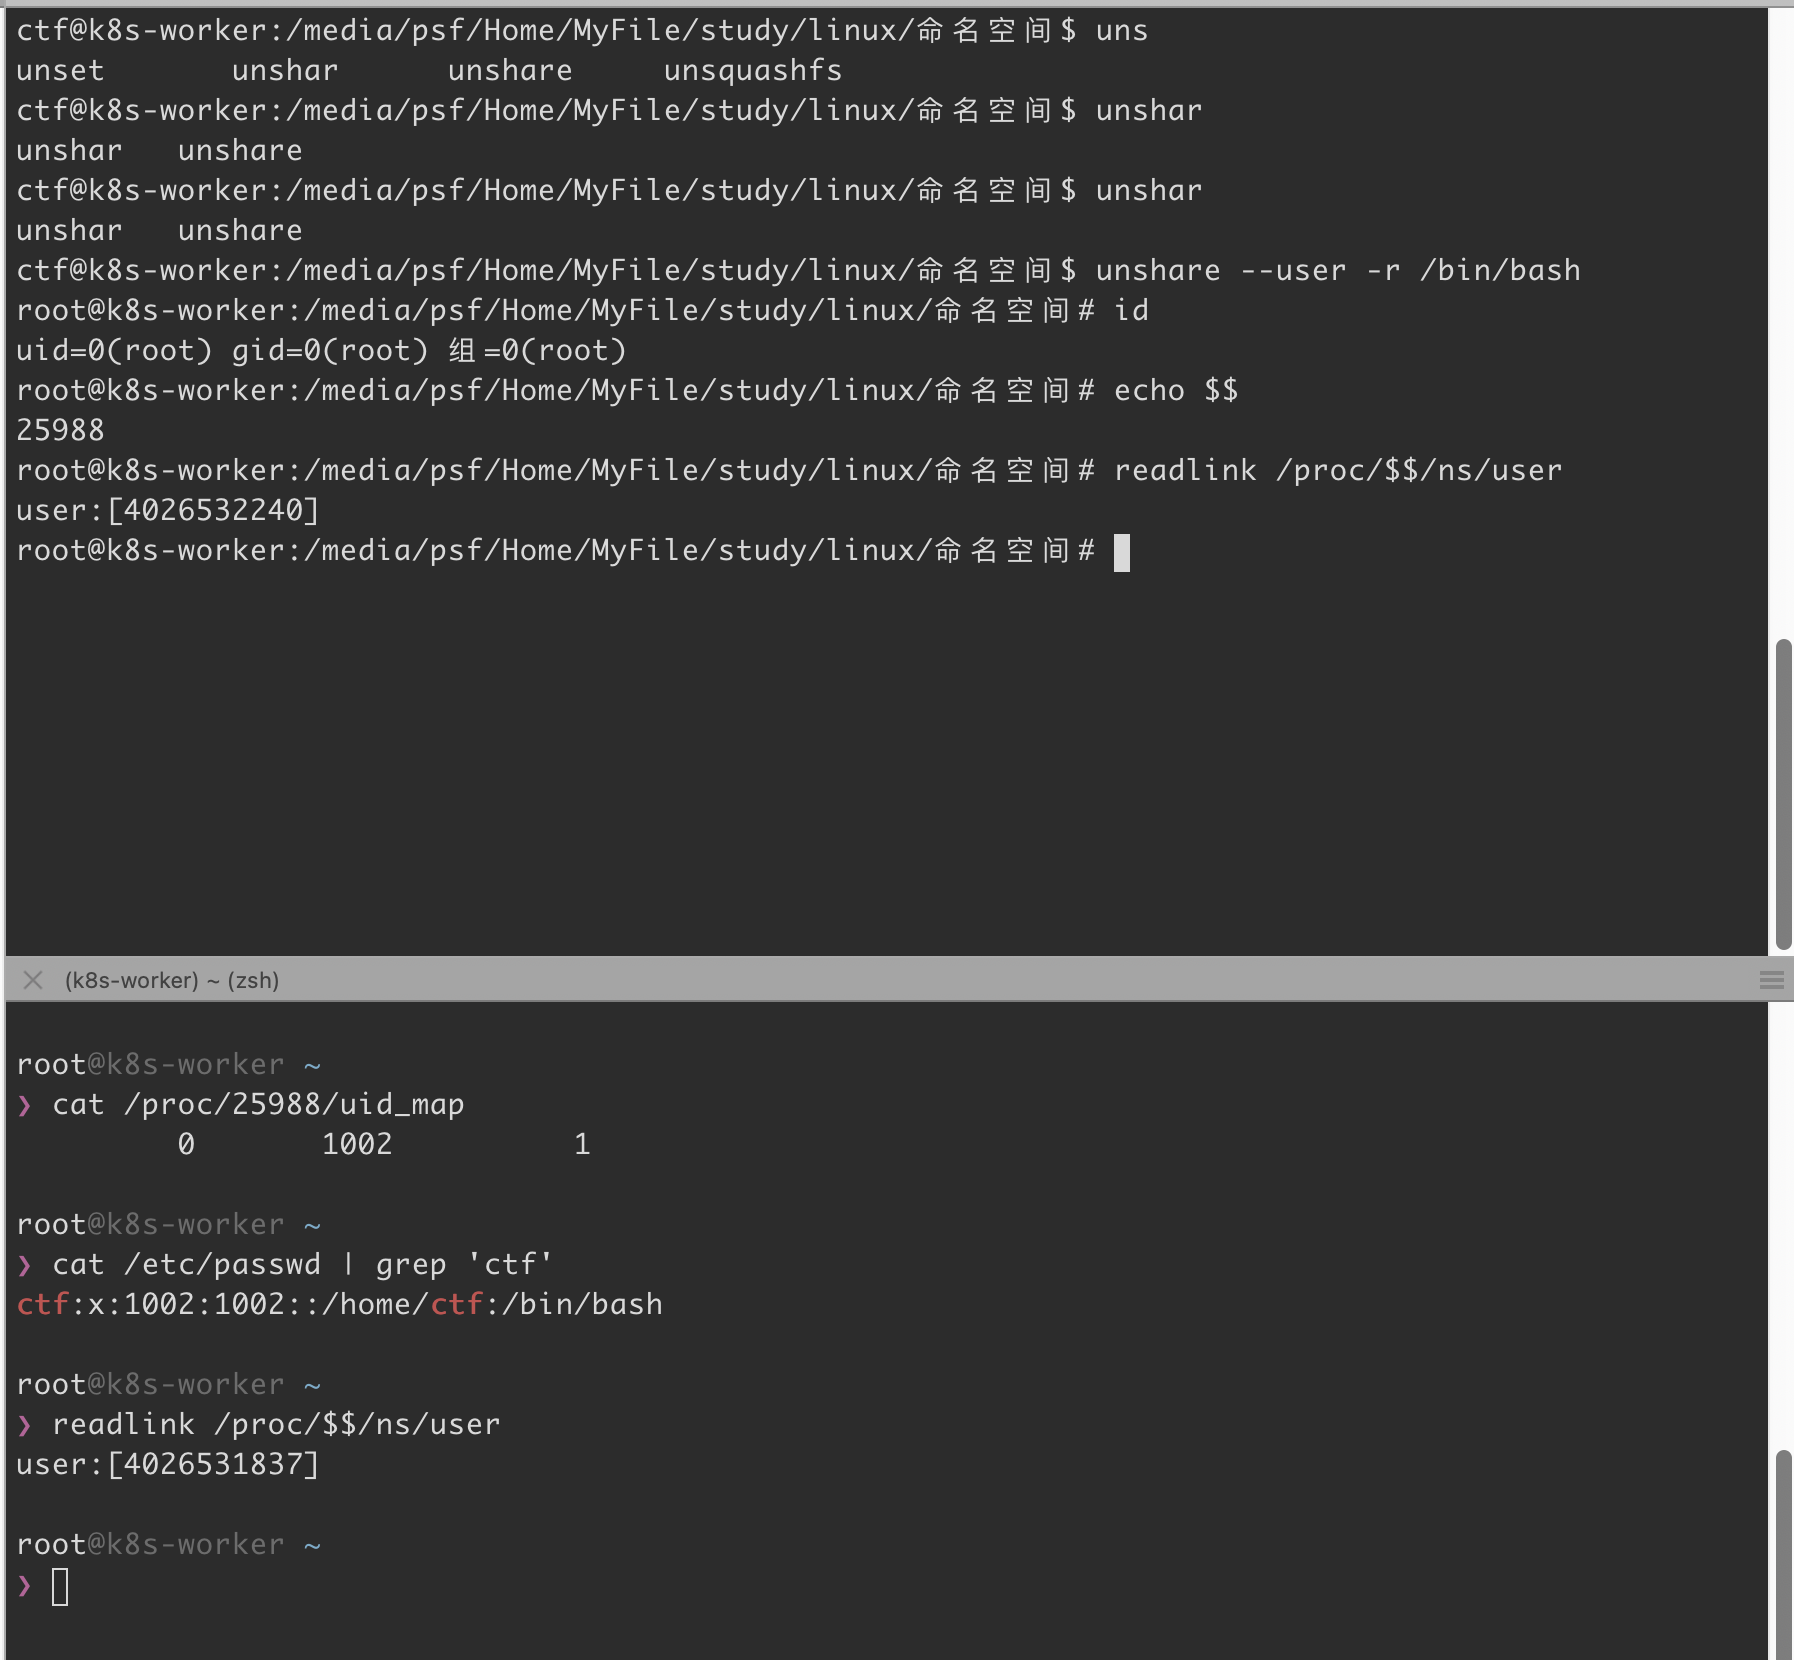 ctf@k8s-worker:/media/psf/Home/MyFile/study/linux/命名空间$ uns
unset       unshar      unshare     unsquashfs
ctf@k8s-worker:/media/psf/Home/MyFile/study/linux/命名空间$ unshar
unshar   unshare
ctf@k8s-worker:/media/psf/Home/MyFile/study/linux/命名空间$ unshar
unshar   unshare
ctf@k8s-worker:/media/psf/Home/MyFile/study/linux/命名空间$ unshare --user -r /bin/bash
root@k8s-worker:/media/psf/Home/MyFile/study/linux/命名空间# id
uid=0(root) gid=0(root) 组=0(root)
root@k8s-worker:/media/psf/Home/MyFile/study/linux/命名空间# echo $$
25988
root@k8s-worker:/media/psf/Home/MyFile/study/linux/命名空间# readlink /proc/$$/ns/user
user:[4026532240]
root@k8s-worker:/media/psf/Home/MyFile/study/linux/命名空间#
(k8s-worker) ~ (zsh)
root@k8s-worker ~
❯ cat /proc/25988/uid_map
         0       1002          1
root@k8s-worker ~
❯ cat /etc/passwd | grep 'ctf'
ctf:x:1002:1002::/home/ctf:/bin/bash
root@k8s-worker ~
❯ readlink /proc/$$/ns/user
user:[4026531837]
root@k8s-worker ~
❯